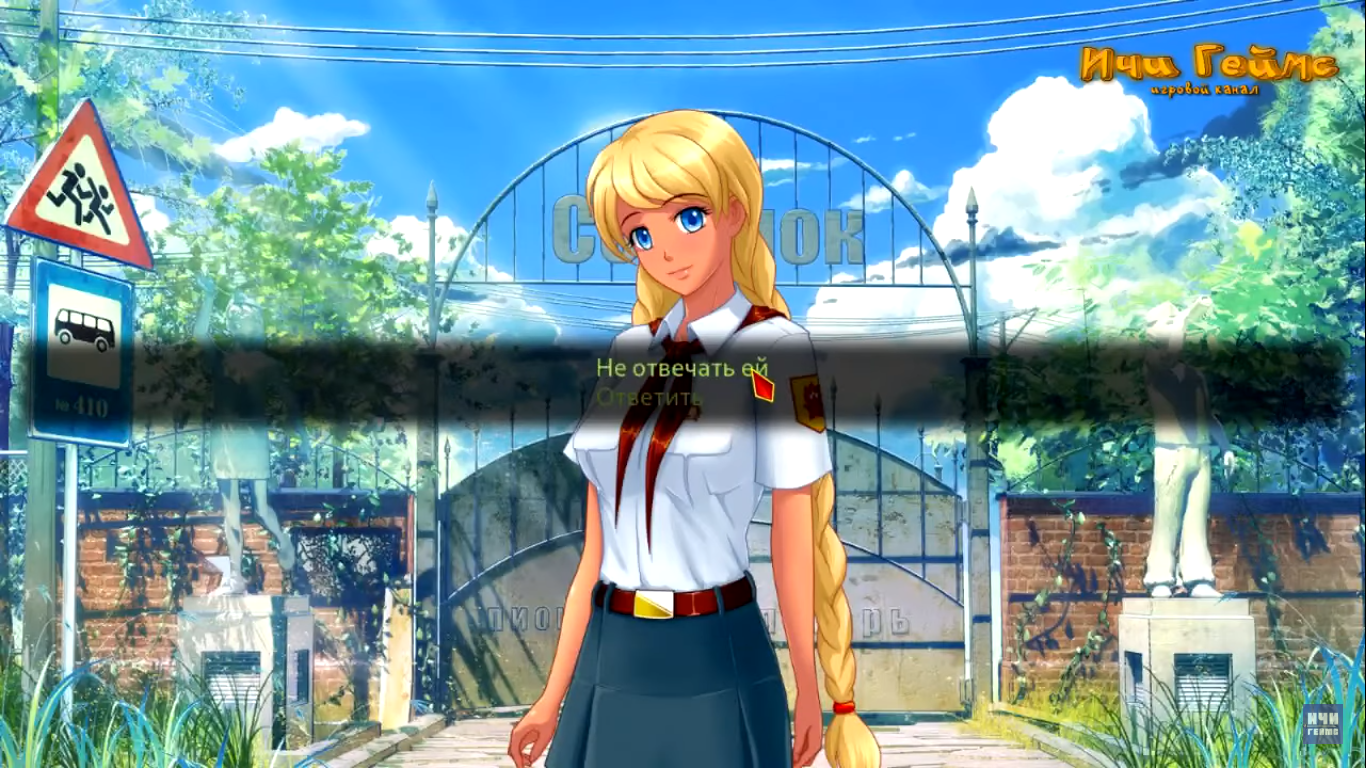 Ичи Геймс
игровой канал
№ 410
Не отвечать ей
Ответить
ИЧИ
ГЕЙМС